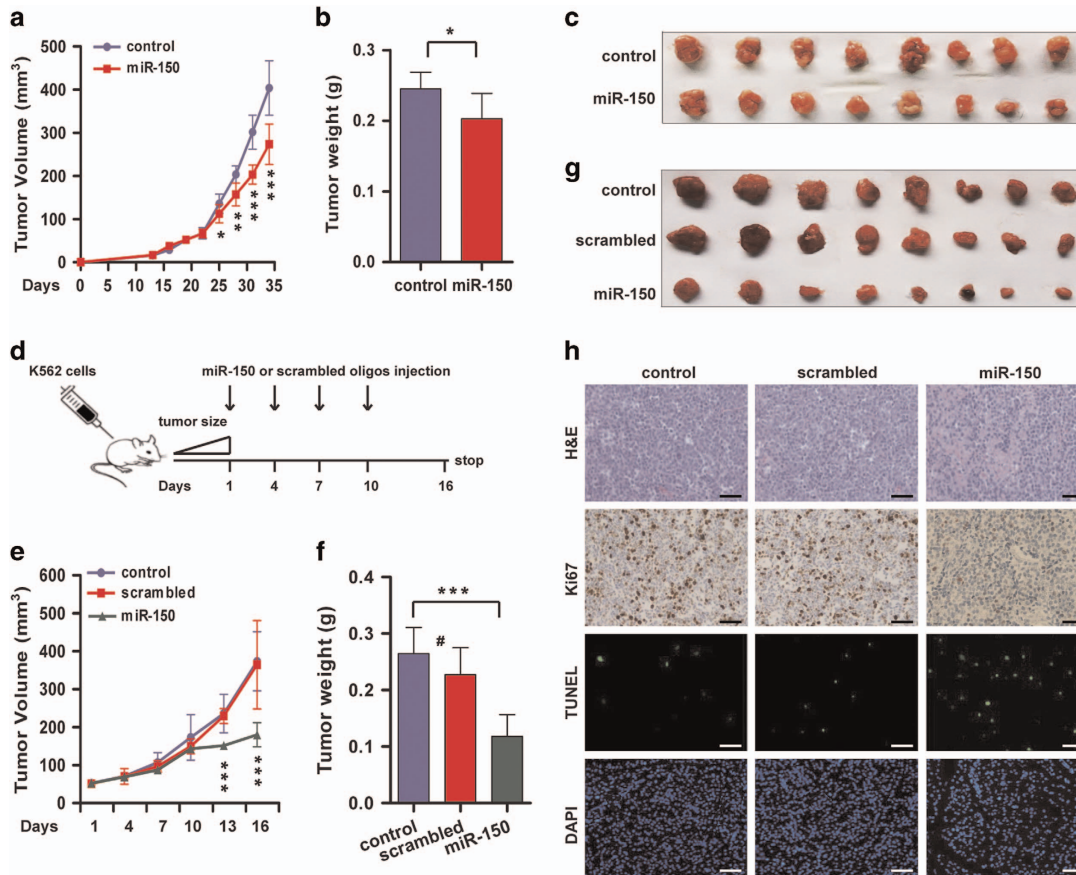 a
500
400
300
200
100
0
Tumor Volume (mm3)
control
miR-150
*
**
***
***
Days
0 5 10 15 20 25 30 35
b
0.3
0.2
0.1
0.0
Tumor weight (g)
*
control miR-150
c
control
miR-150
g
control
scrambled
miR-150
d
K562 cells
miR-150 or scrambled oligos injection
tumor size
stop
Days 1 4 7 10 16
e
600
500
400
300
200
100
0
Tumor Volume (mm3)
control
scrambled
miR-150
***
***
Days 1 4 7 10 13 16
f
0.4
0.3
0.2
0.1
0.0
Tumor weight (g)
***
#
control
scrambled
miR-150
h
control scrambled miR-150
H&E
Ki67
TUNEL
DAPI